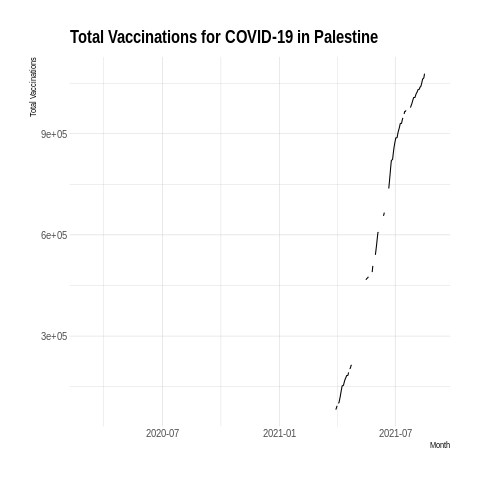 Total Vaccinations for COVID-19 in Palestine
Total Vaccinations
9e+05
6e+05
3e+05
2020-07 2021-01 2021-07
Month